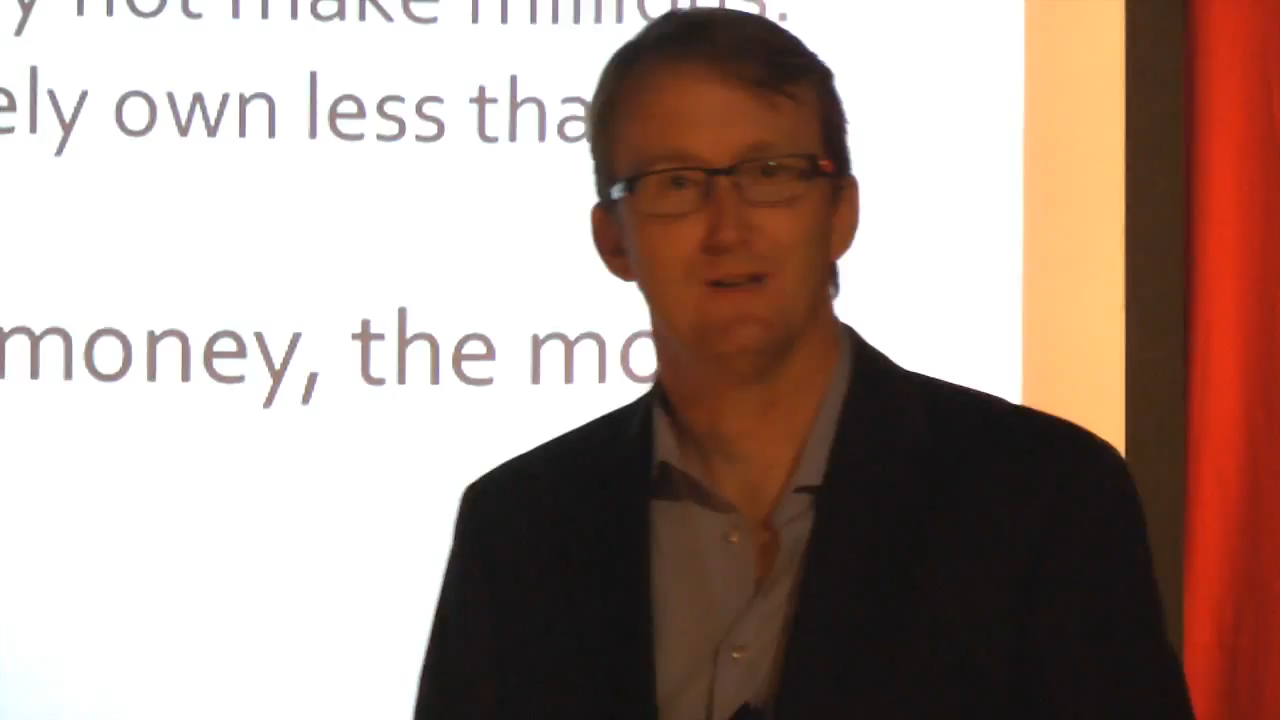 y not make millions.
ely own less tha
money, the mo